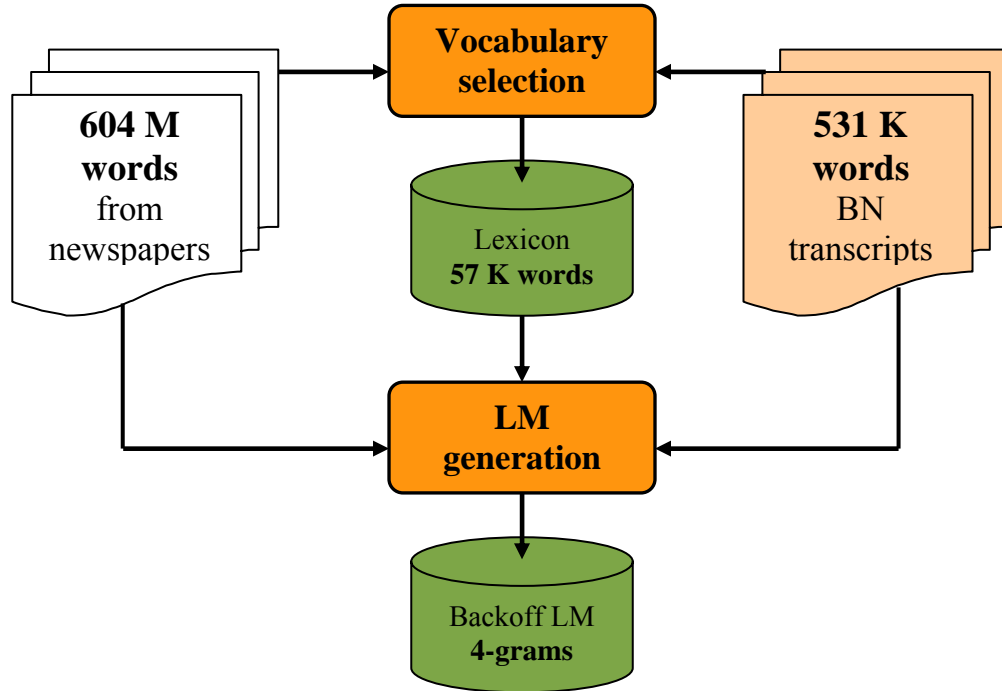 Vocabulary
selection
604 M
words
from
newspapers
531 K
words
BN
transcripts
Lexicon
57 K words
LM
generation
Backoff LM
4-grams